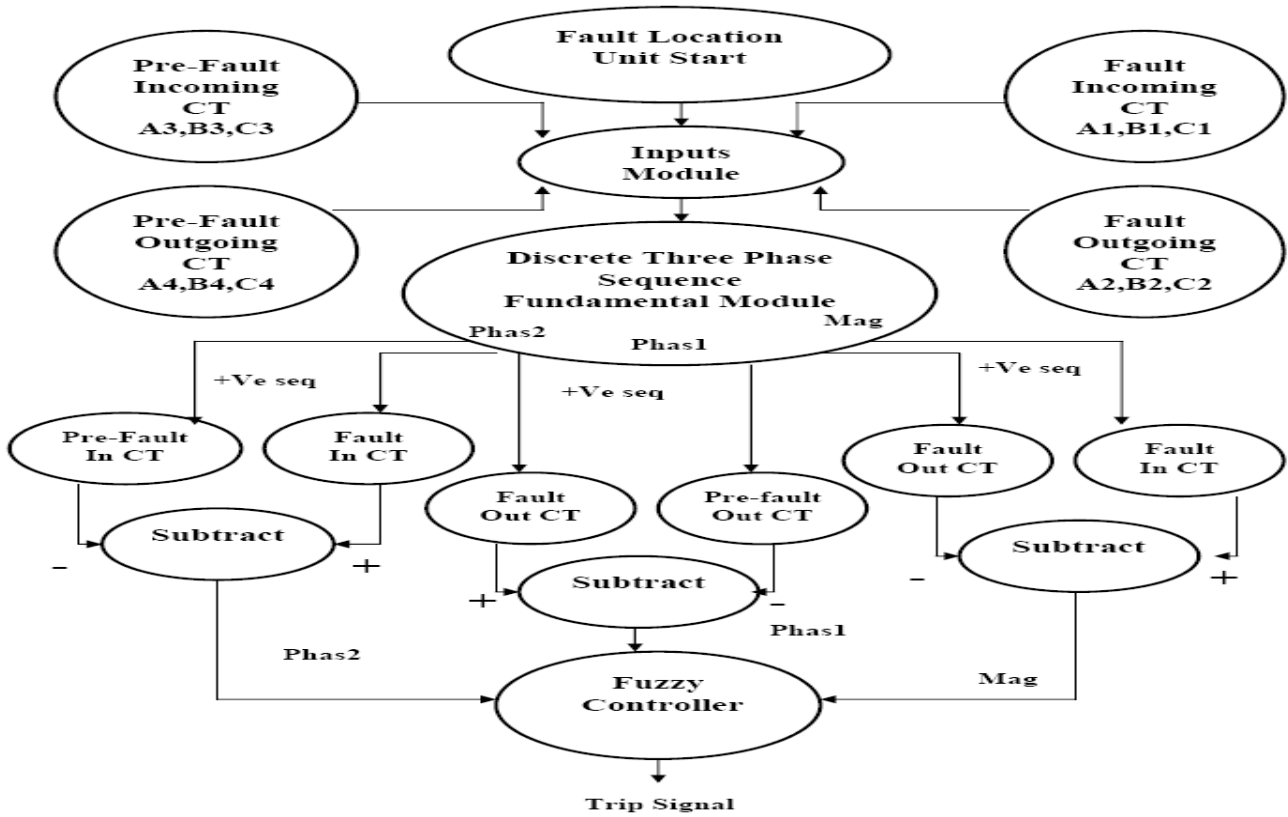 Fault Location
Unit Start
Pre-Fault
Incoming
CT
A3,B3,C3
Fault
Incoming
CT
A1,B1,C1
Inputs
Module
Pre-Fault
Outgoing
CT
A4,B4,C4
Fault
Outgoing
CT
A2,B2,C2
Discrete Three Phase
Sequence
Fundamental Module
Phas2
Phas1
Mag
+Ve seq
+Ve seq
+Ve seq
Pre-Fault
In CT
Fault
In CT
Fault
Out CT
Pre-fault
Out CT
Fault
Out CT
Fault
In CT
Subtract
- +
Subtract
+ -
Subtract
- +
Phas2
Phas1
Mag
Fuzzy
Controller
Trip Signal